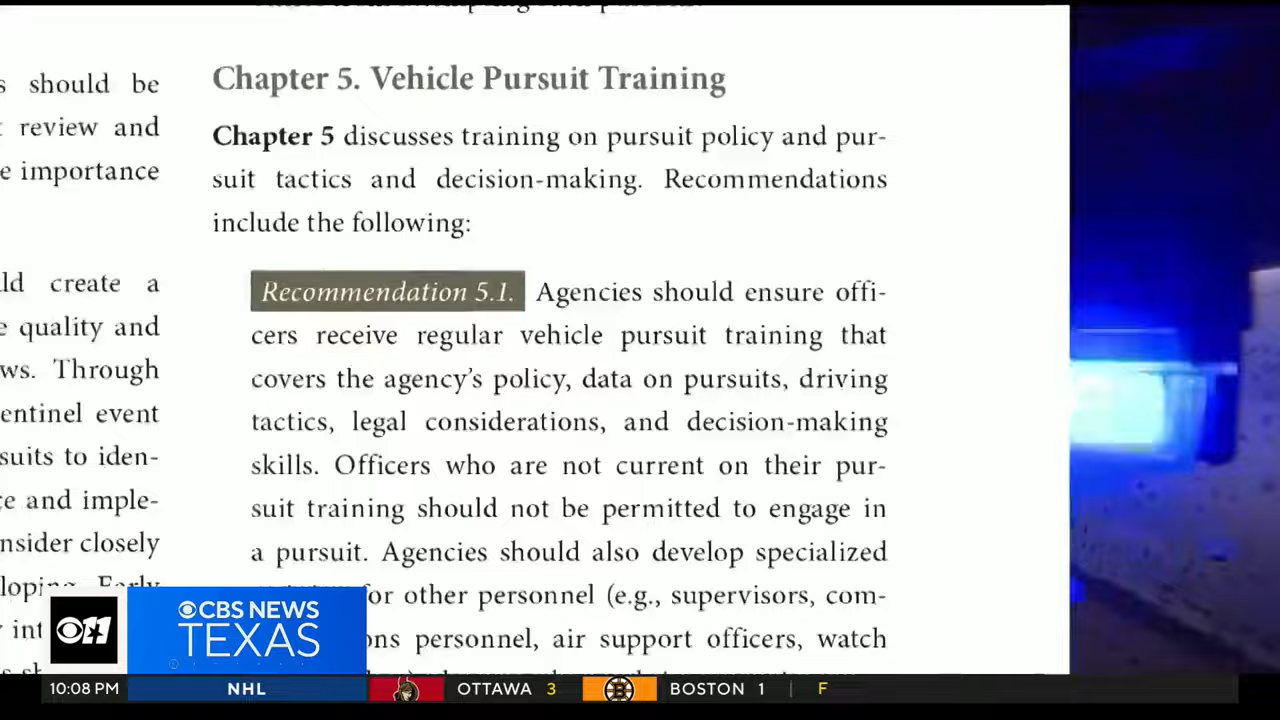 s should be
review and
e importance
ld create a
e quality and
ws. Through
entinel event
suits to iden-
e and imple-
nsider closely
loping. Early
int
Chapter 5. Vehicle Pursuit Training
Chapter 5 discusses training on pursuit policy and pur-
suit tactics and decision-making. Recommendations
include the following:
Recommendation 5.1. Agencies should ensure offi-
cers receive regular vehicle pursuit training that
covers the agency's policy, data on pursuits, driving
tactics, legal considerations, and decision-making
skills. Officers who are not current on their pur-
suit training should not be permitted to engage in
a pursuit. Agencies should also develop specialized
for other personnel (e.g., supervisors, com-
ons personnel, air support officers, watch
11
CBS NEWS
TEXAS
10:08 PM NHL OTTAWA 3 BOSTON 1 F